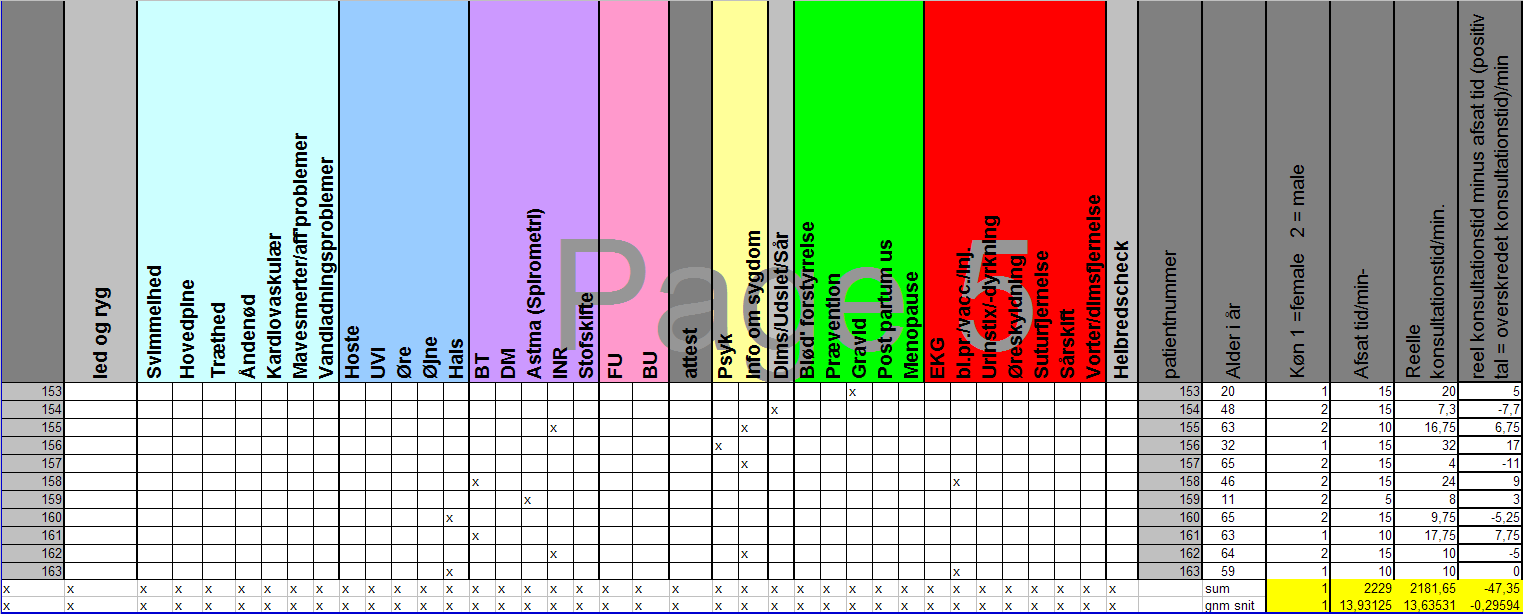 led og ryg
Svimmelhed
Hovedpine
Træthed
Åndenød
Kardiovaskulær
Mavesmerter/aff'problemer
Vandladningsproblemer
Hoste
UVI
Øre
Øjne
Hals
BT
DM
Astma (Spirometri)
INR
Stofskifte
FU
BU
attest
Psyk
Info om sygdom
Dims/Udslet/Sår
Blød' forstyrrelse
Prævention
Gravid
Post partum us
Menopause
EKG
bl.pr./vacc./inj.
Urinstix/-dyrkning
Øreskyldning
Suturfjernelse
Sårskift
Vorter/dimsfjernelse
Helbredscheck
patientnummer
Alder i år
Køn 1 =female 2 = male
Afsat tid/min-
Reelle
konsultationstid/min.
reel konsultationstid minus afsat tid (positiv
tal = overskredet konsultationstid)/min
Page 5
153 x 153 20 1 15 20 5
154 x 154 48 2 15 7,3 -7,7
155 x x 155 63 2 10 16,75 6,75
156 x 156 32 1 15 32 17
157 x 157 65 2 15 4 -11
158 x x 158 46 2 15 24 9
159 x 159 11 2 5 8 3
160 x 160 65 2 15 9,75 -5,25
161 x 161 63 1 10 17,75 7,75
162 x x 162 64 2 15 10 -5
163 x x 163 59 1 10 10 0
x x x x x x x x x x x x x x x x x x x x x x x x x x x x x x x x x x x x x x sum 1 2229 2181,65 -47,35
x x x x x x x x x x x x x x x x x x x x x x x x x x x x x x x x x x x x x x gnm snit 1 13,93125 13,63531 -0,29594